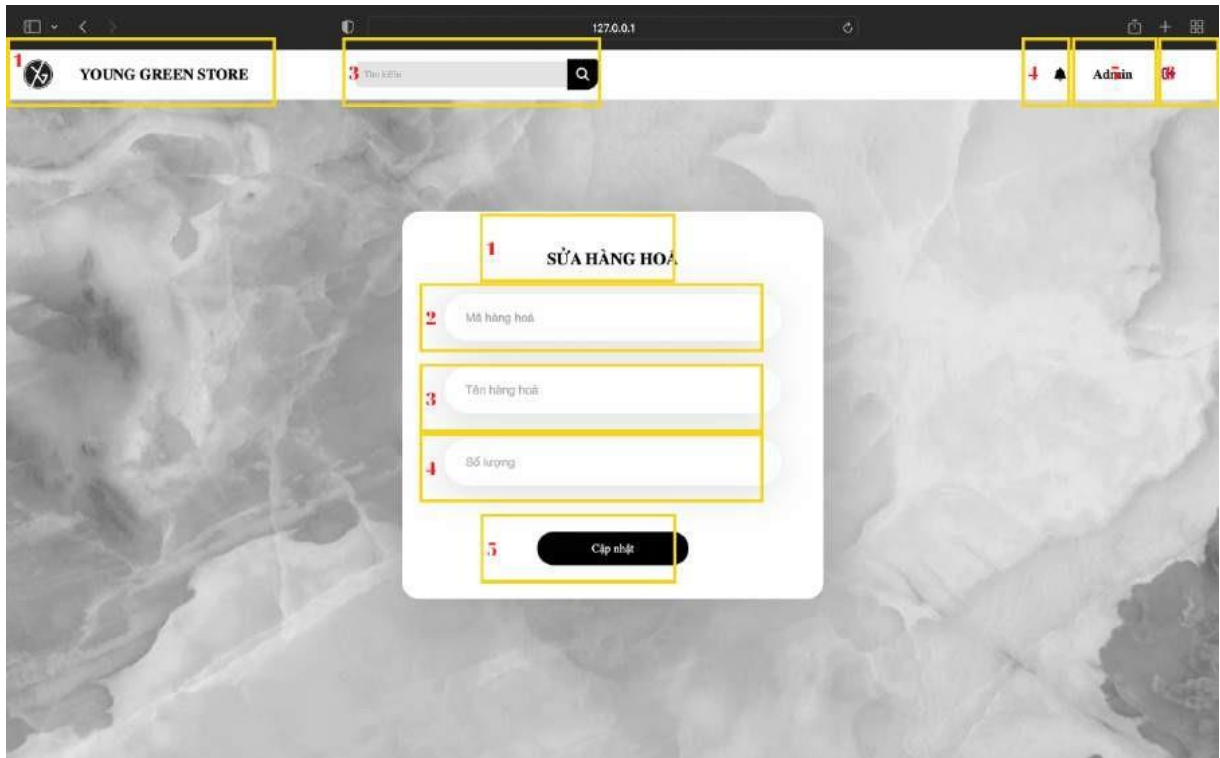 127.0.0.1
1 YOUNG GREEN STORE 3 Tìm kiếm 4 Admin
1 SỬA HÀNG HOÁ
2 Mã hàng hoá
3 Tên hàng hoá
4 Số lượng
5 Cập nhật